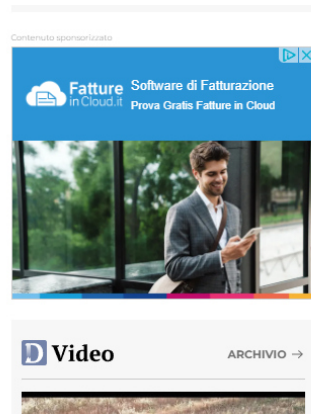 Contenuto sponsorizzato
Fatture
in Cloud.it
Software di Fatturazione
Prova Gratis Fatture in Cloud
D Video
ARCHIVIO →